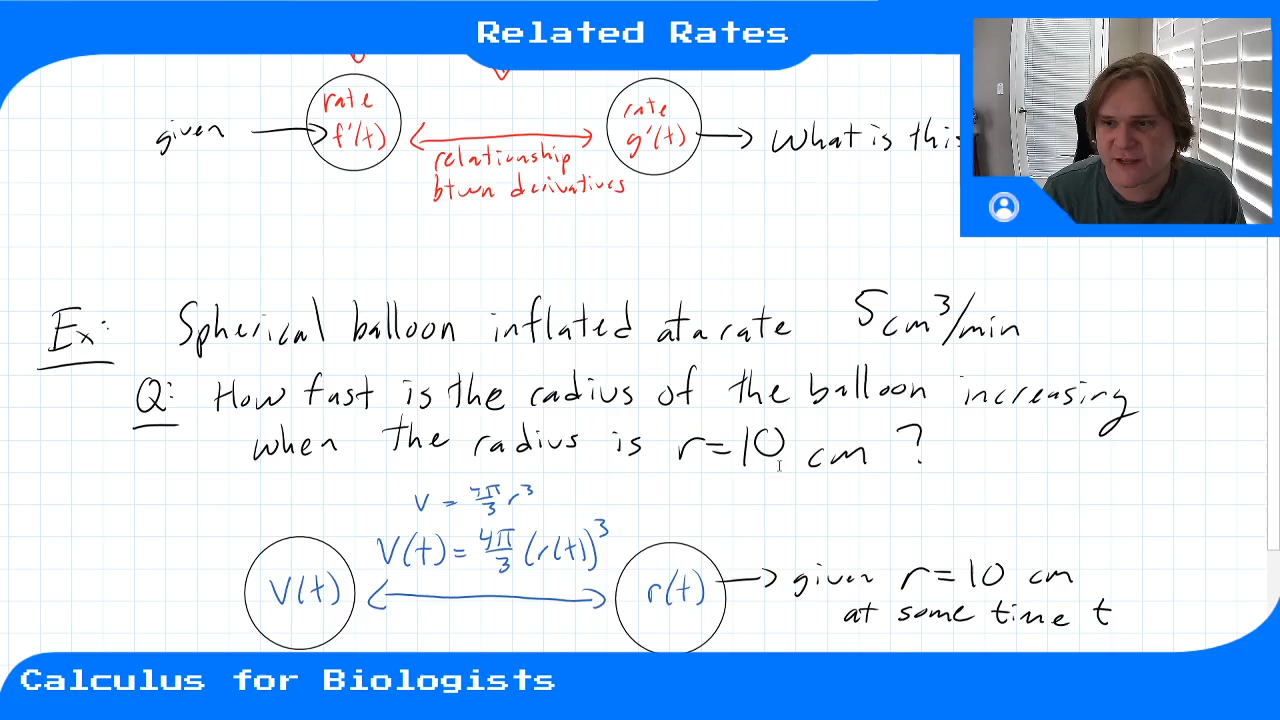 Related Rates
given
rate
f'(t)
relationship
btwn derivatives
rate
g'(t)
What is this
Ex: Spherical balloon inflated at a rate 5 cm³/min
Q: How fast is the radius of the balloon increasing
when the radius is r=10 cm ?
V = 4π/3 r³
V(t) = 4π/3 (r(t))³
V(t)
r(t)
given r=10 cm
at some time t
Calculus for Biologists